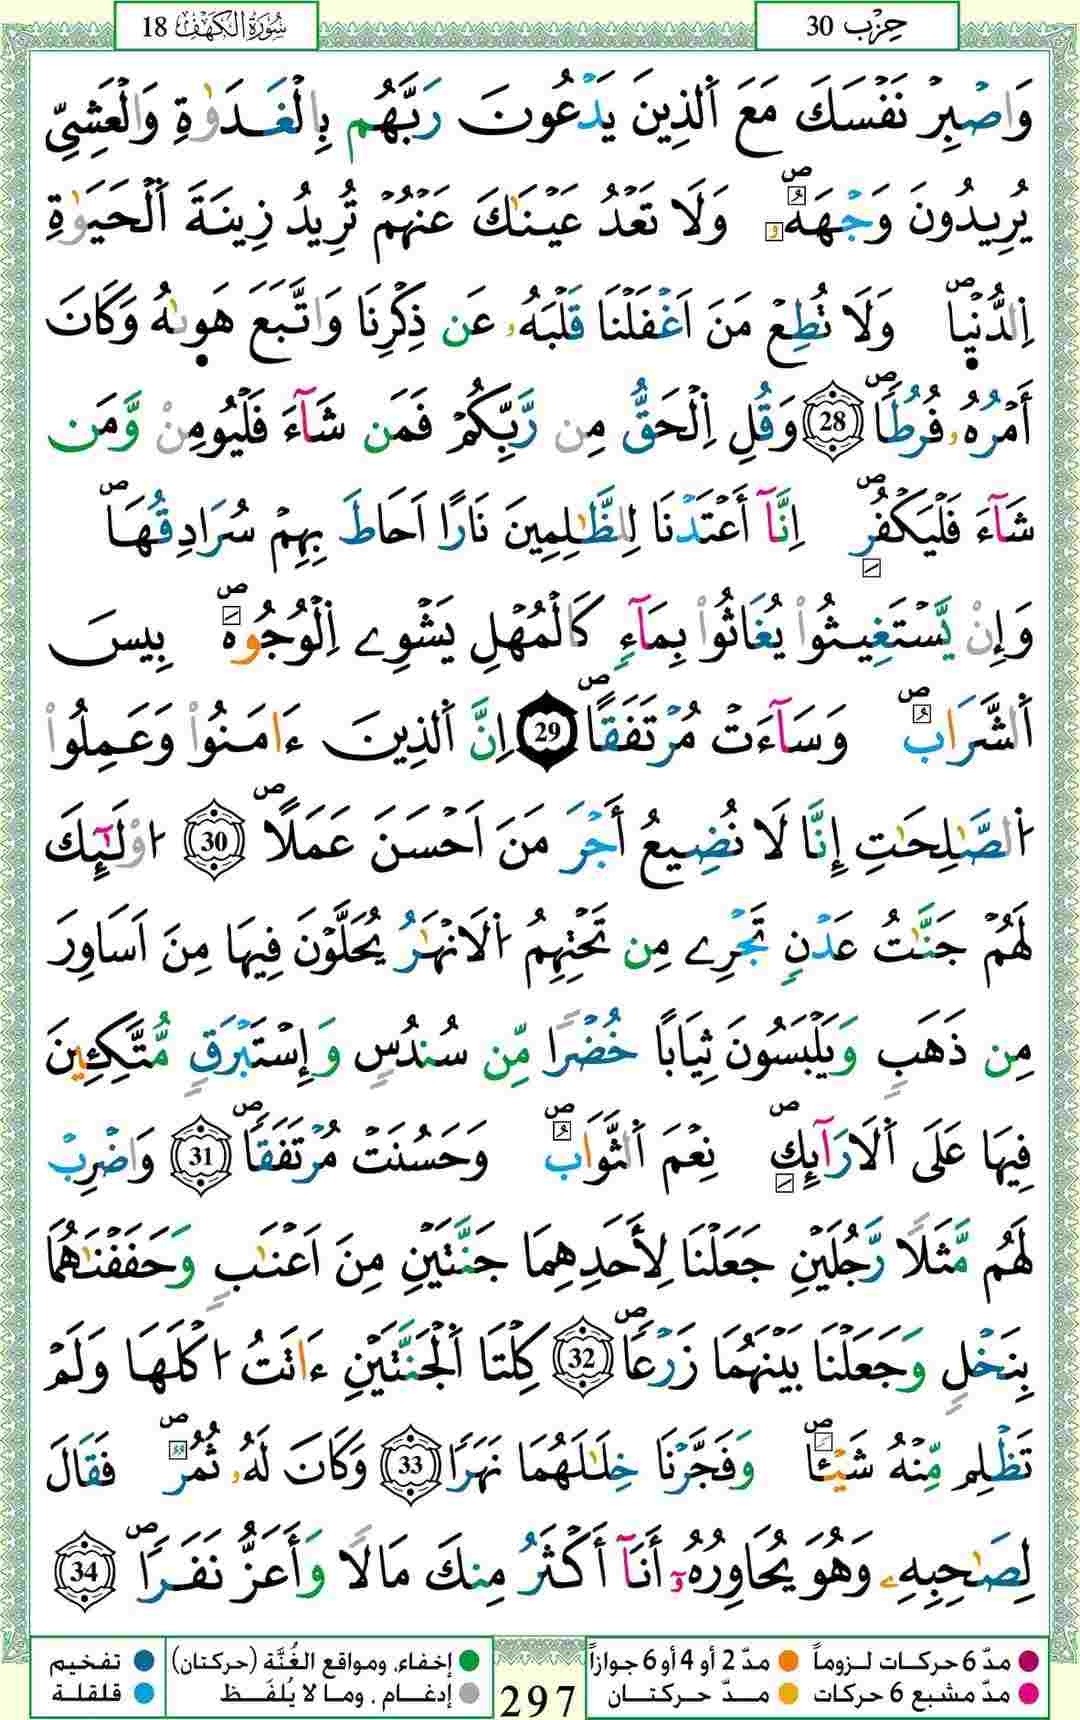 سُورَةُ الكَهْفِ 18
حِزْب 30
وَاصْبِرْ نَفْسَكَ مَعَ اَ۬لذِينَ يَدْعُونَ رَبَّهُم بِالْغَدَوٰةِ وَالْعَشِيِّ
يُرِيدُونَ وَجْهَهُۥۖ وَلَا تَعْدُ عَيْنَٰكَ عَنْهُمْ تُرِيدُ زِينَةَ اَ۬لْحَيَوٰةِ
اِ۬لدُّنْي۪اۖ وَلَا تُطِعْ مَنَ اَغْفَلْنَا قَلْبَهُۥ عَن ذِكْرِنَا وَاتَّبَعَ هَو۪ىٰهُ وَكَانَ
أَمْرُهُۥ فُرُطاٗۖ 28 وَقُلِ اِ۬لْحَقُّ مِن رَّبِّكُمْ فَمَن شَآءَ فَلْيُومِنْ وَّمَن
شَآءَ فَلْيَكْفُرِۖ اِنَّآ أَعْتَدْنَا لِلظَّٰلِمِينَ نَاراً اَحَاطَ بِهِمْ سُرَادِقُهَاۖ
وَإِنْ يَّسْتَغِيثُواْ يُغَاثُواْ بِمَآءٖ كَالْمُهْلِ يَشْوِے اِ۬لْوُجُوهَۖ بِيسَ
اَ۬لشَّرَابُۖ وَسَآءَتْ مُرْتَفَقاًۖ 29 اِنَّ اَ۬لذِينَ ءَامَنُواْ وَعَمِلُواْ
اُ۬لصَّٰلِحَٰتِ إِنَّا لَا نُضِيعُ أَجْرَ مَنَ اَحْسَنَ عَمَلاًۖ 30 ا۟وْلَٰٓئِكَ
لَهُمْ جَنَّٰتُ عَدْنٖ تَجْرِے مِن تَحْتِهِمُ اُ۬لَانْهَٰرُ يُحَلَّوْنَ فِيهَا مِنَ اَسَاوِرَ
مِن ذَهَبٖ وَيَلْبَسُونَ ثِيَاباً خُضْراٗ مِّن سُندُسٖ وَإِسْتَبْرَقٖ مُّتَّكِـِٕينَ
فِيهَا عَلَى اَ۬لَارَآئِكِۖ نِعْمَ اَ۬لثَّوَابُۖ وَحَسُنَتْ مُرْتَفَقاٗۖ 31 وَاضْرِبْ
لَهُم مَّثَلاٗ رَّجُلَيْنِ جَعَلْنَا لِأَحَدِهِمَا جَنَّتَيْنِ مِنَ اَعْنَٰبٖ وَحَفَفْنَٰهُمَا
بِنَخْلٖ وَجَعَلْنَا بَيْنَهُمَا زَرْعاٗۖ 32 كِلْتَا اَ۬لْجَنَّتَيْنِ ءَاتَتُ ا۟كْلَهَا وَلَمْ
تَظْلِم مِّنْهُ شَيْـٔاٗۖ وَفَجَّرْنَا خِلَٰلَهُمَا نَهَراٗ 33 وَكَانَ لَهُۥ ثُمُرٞۖ فَقَالَ
لِصَٰحِبِهِۦ وَهُوَ يُحَاوِرُهُۥٓ أَنَآ أَكْثَرُ مِنكَ مَالاٗ وَأَعَزُّ نَفَراٗۖ 34
مدّ 6 حركات لزوماً مدّ 2 أو 4 أو 6 جوازاً إخفاء، ومواقع الغُنَّة (حركتان) تفخيم
مدّ مشبع 6 حركات مدّ حركتان إدغام ، وما لا يُلفَظ قلقلة
297